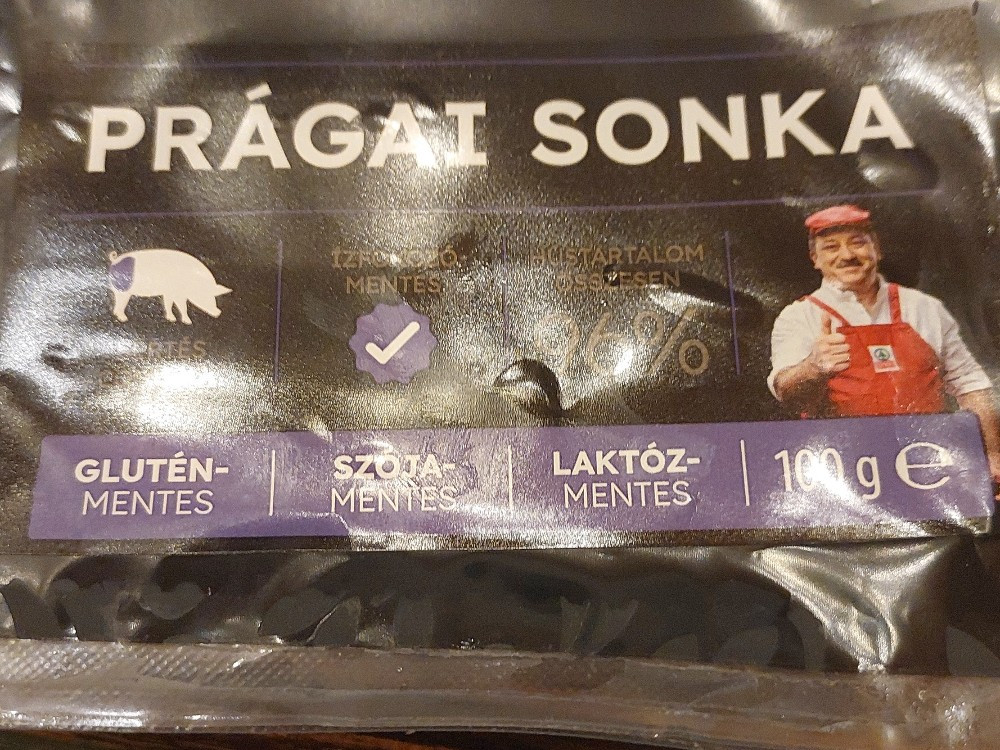 PRÁGAI SONKA
ÍZFOKOZÓ-
MENTES
HÚSTARTALOM
ÖSSZESEN
96%
GLUTÉN-
MENTES
SZÓJA-
MENTES
LAKTÓZ-
MENTES
100 g ℮